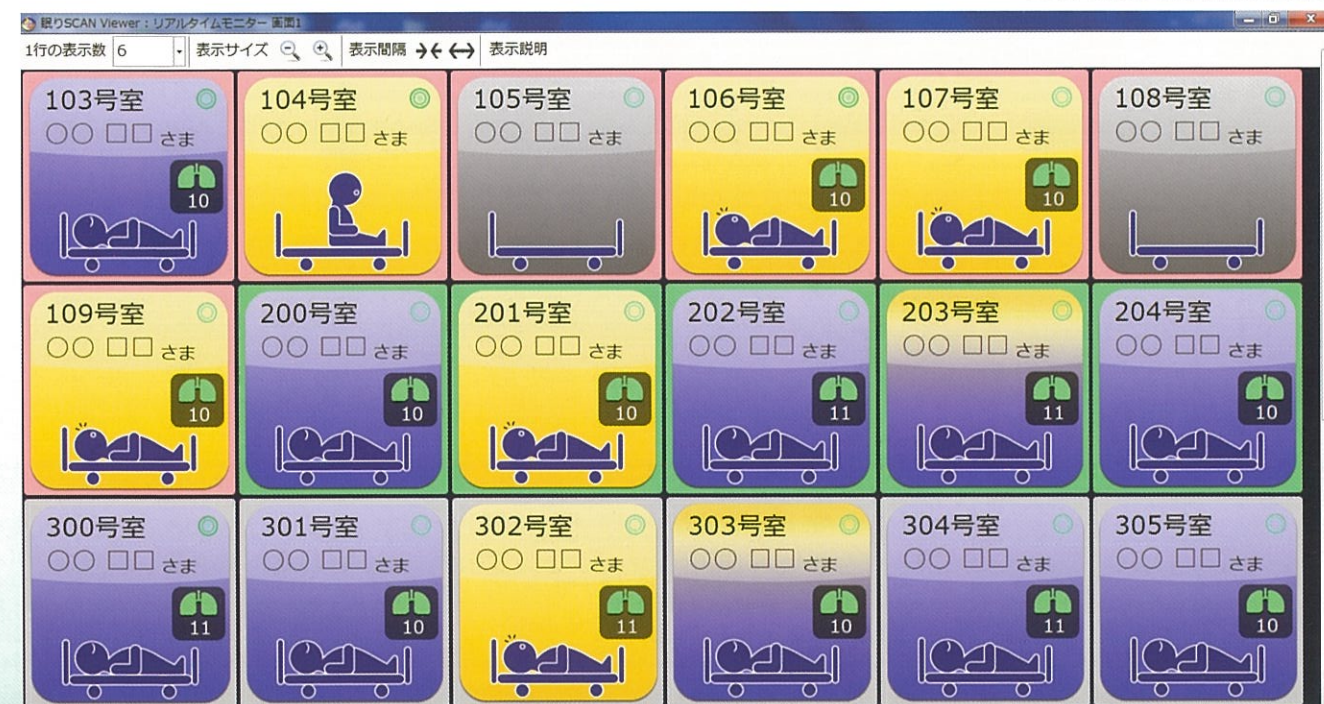 眠りSCAN Viewer：リアルタイムモニター 画面1
1行の表示数 6 表示サイズ 表示間隔 表示説明
103号室 104号室 105号室 106号室 107号室 108号室
○○ □□ さま ○○ □□ さま ○○ □□ さま ○○ □□ さま ○○ □□ さま ○○ □□ さま
10 10 10
109号室 200号室 201号室 202号室 203号室 204号室
○○ □□ さま ○○ □□ さま ○○ □□ さま ○○ □□ さま ○○ □□ さま ○○ □□ さま
10 10 10 11 11 10
300号室 301号室 302号室 303号室 304号室 305号室
○○ □□ さま ○○ □□ さま ○○ □□ さま ○○ □□ さま ○○ □□ さま ○○ □□ さま
11 10 11 10 11 10